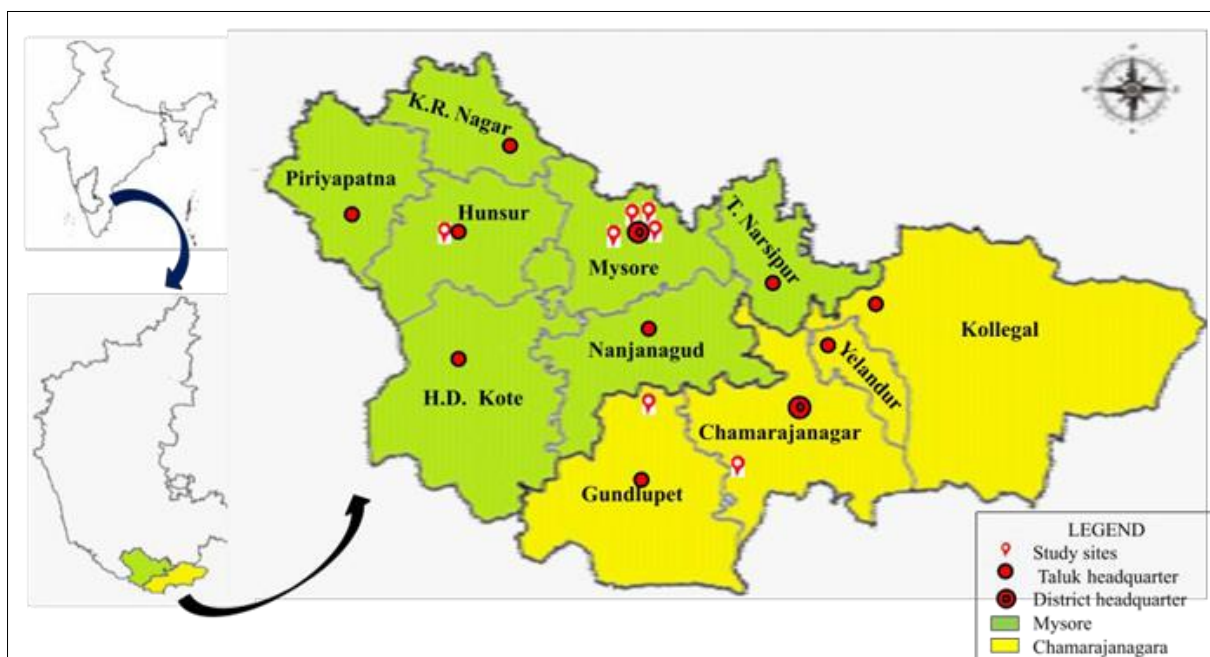 K.R. Nagar
Piriyapatna
Hunsur
T. Narsipur
Mysore
Kollegal
Nanjanagud
Yelandur
H.D. Kote
Chamarajanagar
Gundlupet
LEGEND
Study sites
Taluk headquarter
District headquarter
Mysore
Chamarajanagara